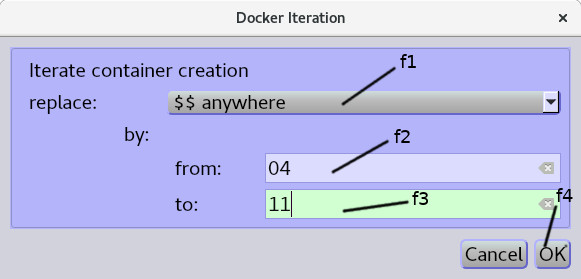 Docker Iteration
Iterate container creation
f1
replace: $$ anywhere
by:
f2
from: 04
to: 11 f3
f4
Cancel OK